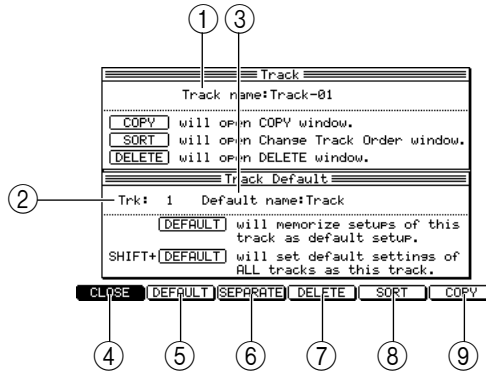 ① ③
Track
Track name:Track-01
COPY will open COPY window.
SORT will open Change Track Order window.
DELETE will open DELETE window.
Track Default
② Trk: 1 Default name:Track
DEFAULT will memorize setups of this
track as default setup.
SHIFT+ DEFAULT will set default settings of
ALL tracks as this track.
CLOSE DEFAULT SEPARATE DELETE SORT COPY
④ ⑤ ⑥ ⑦ ⑧ ⑨